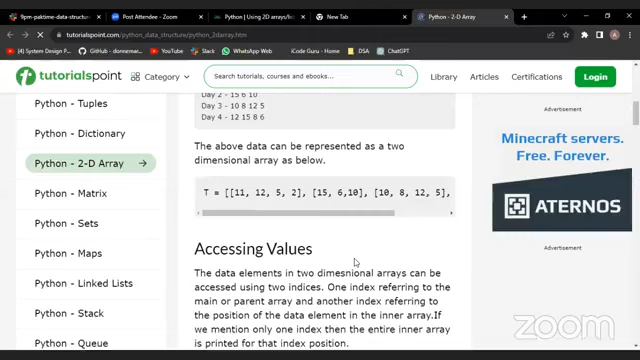 9pm-paktime-data-structure
Post Attendee - Zoom
Python | Using 2D arrays/lis
New Tab
Python - 2-D Array
tutorialspoint.com/python_data_structure/python_2darray.htm
(7) System Design
GitHub - donnemar
Slack
WhatsApp Web
iCode Guru - Home
DSA
ChatGPT
tutorialspoint
Category
Search tutorials, courses and ebooks...
Library
Articles
Certifications
Login
Python - Tuples
Python - Dictionary
Python - 2-D Array
Python - Matrix
Python - Sets
Python - Maps
Python - Linked Lists
Python - Stack
Python - Queue
Day 2 - 15 6 10
Day 3 - 10 8 12 5
Day 4 - 12 15 8 6
The above data can be represented as a two
dimensional array as below.
T = [[11, 12, 5, 2], [15, 6,10], [10, 8, 12, 5],
Accessing Values
The data elements in two dimesnional arrays can be
accessed using two indices. One index referring to the
main or parent array and another index referring to
the position of the data element in the inner array.If
we mention only one index then the entire inner array
is printed for that index position.
Advertisement
Minecraft servers.
Free. Forever.
ATERNOS
Advertisement
zoom